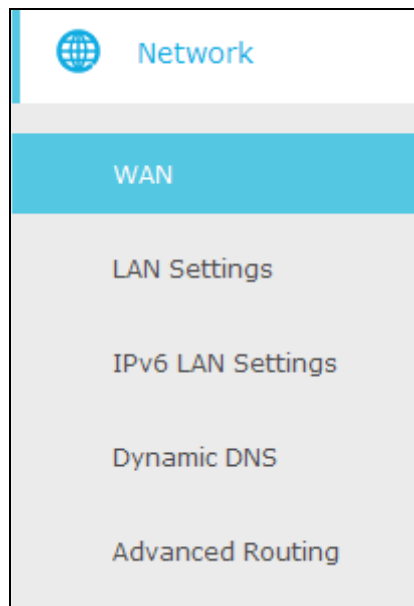 Network
WAN
LAN Settings
IPv6 LAN Settings
Dynamic DNS
Advanced Routing